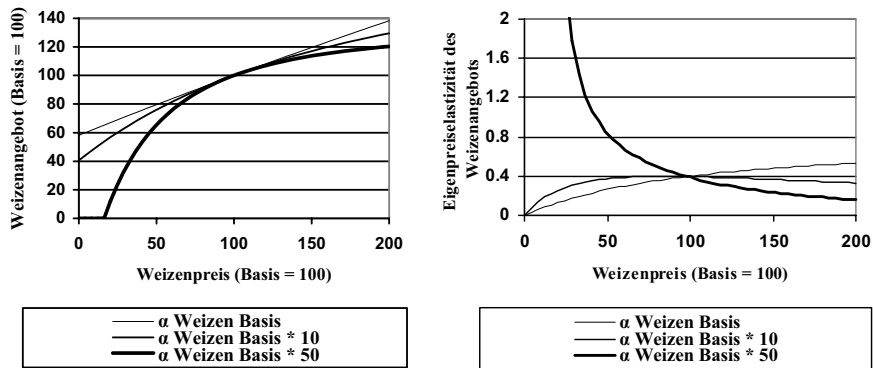 Weizenangebot (Basis = 100)
140
120
100
80
60
40
20
0
0 50 100 150 200
Weizenpreis (Basis = 100)
α Weizen Basis
α Weizen Basis * 10
α Weizen Basis * 50
Eigenpreiselastizität des
Weizenangebots
2
1.6
1.2
0.8
0.4
0
0 50 100 150 200
Weizenpreis (Basis = 100)
α Weizen Basis
α Weizen Basis * 10
α Weizen Basis * 50